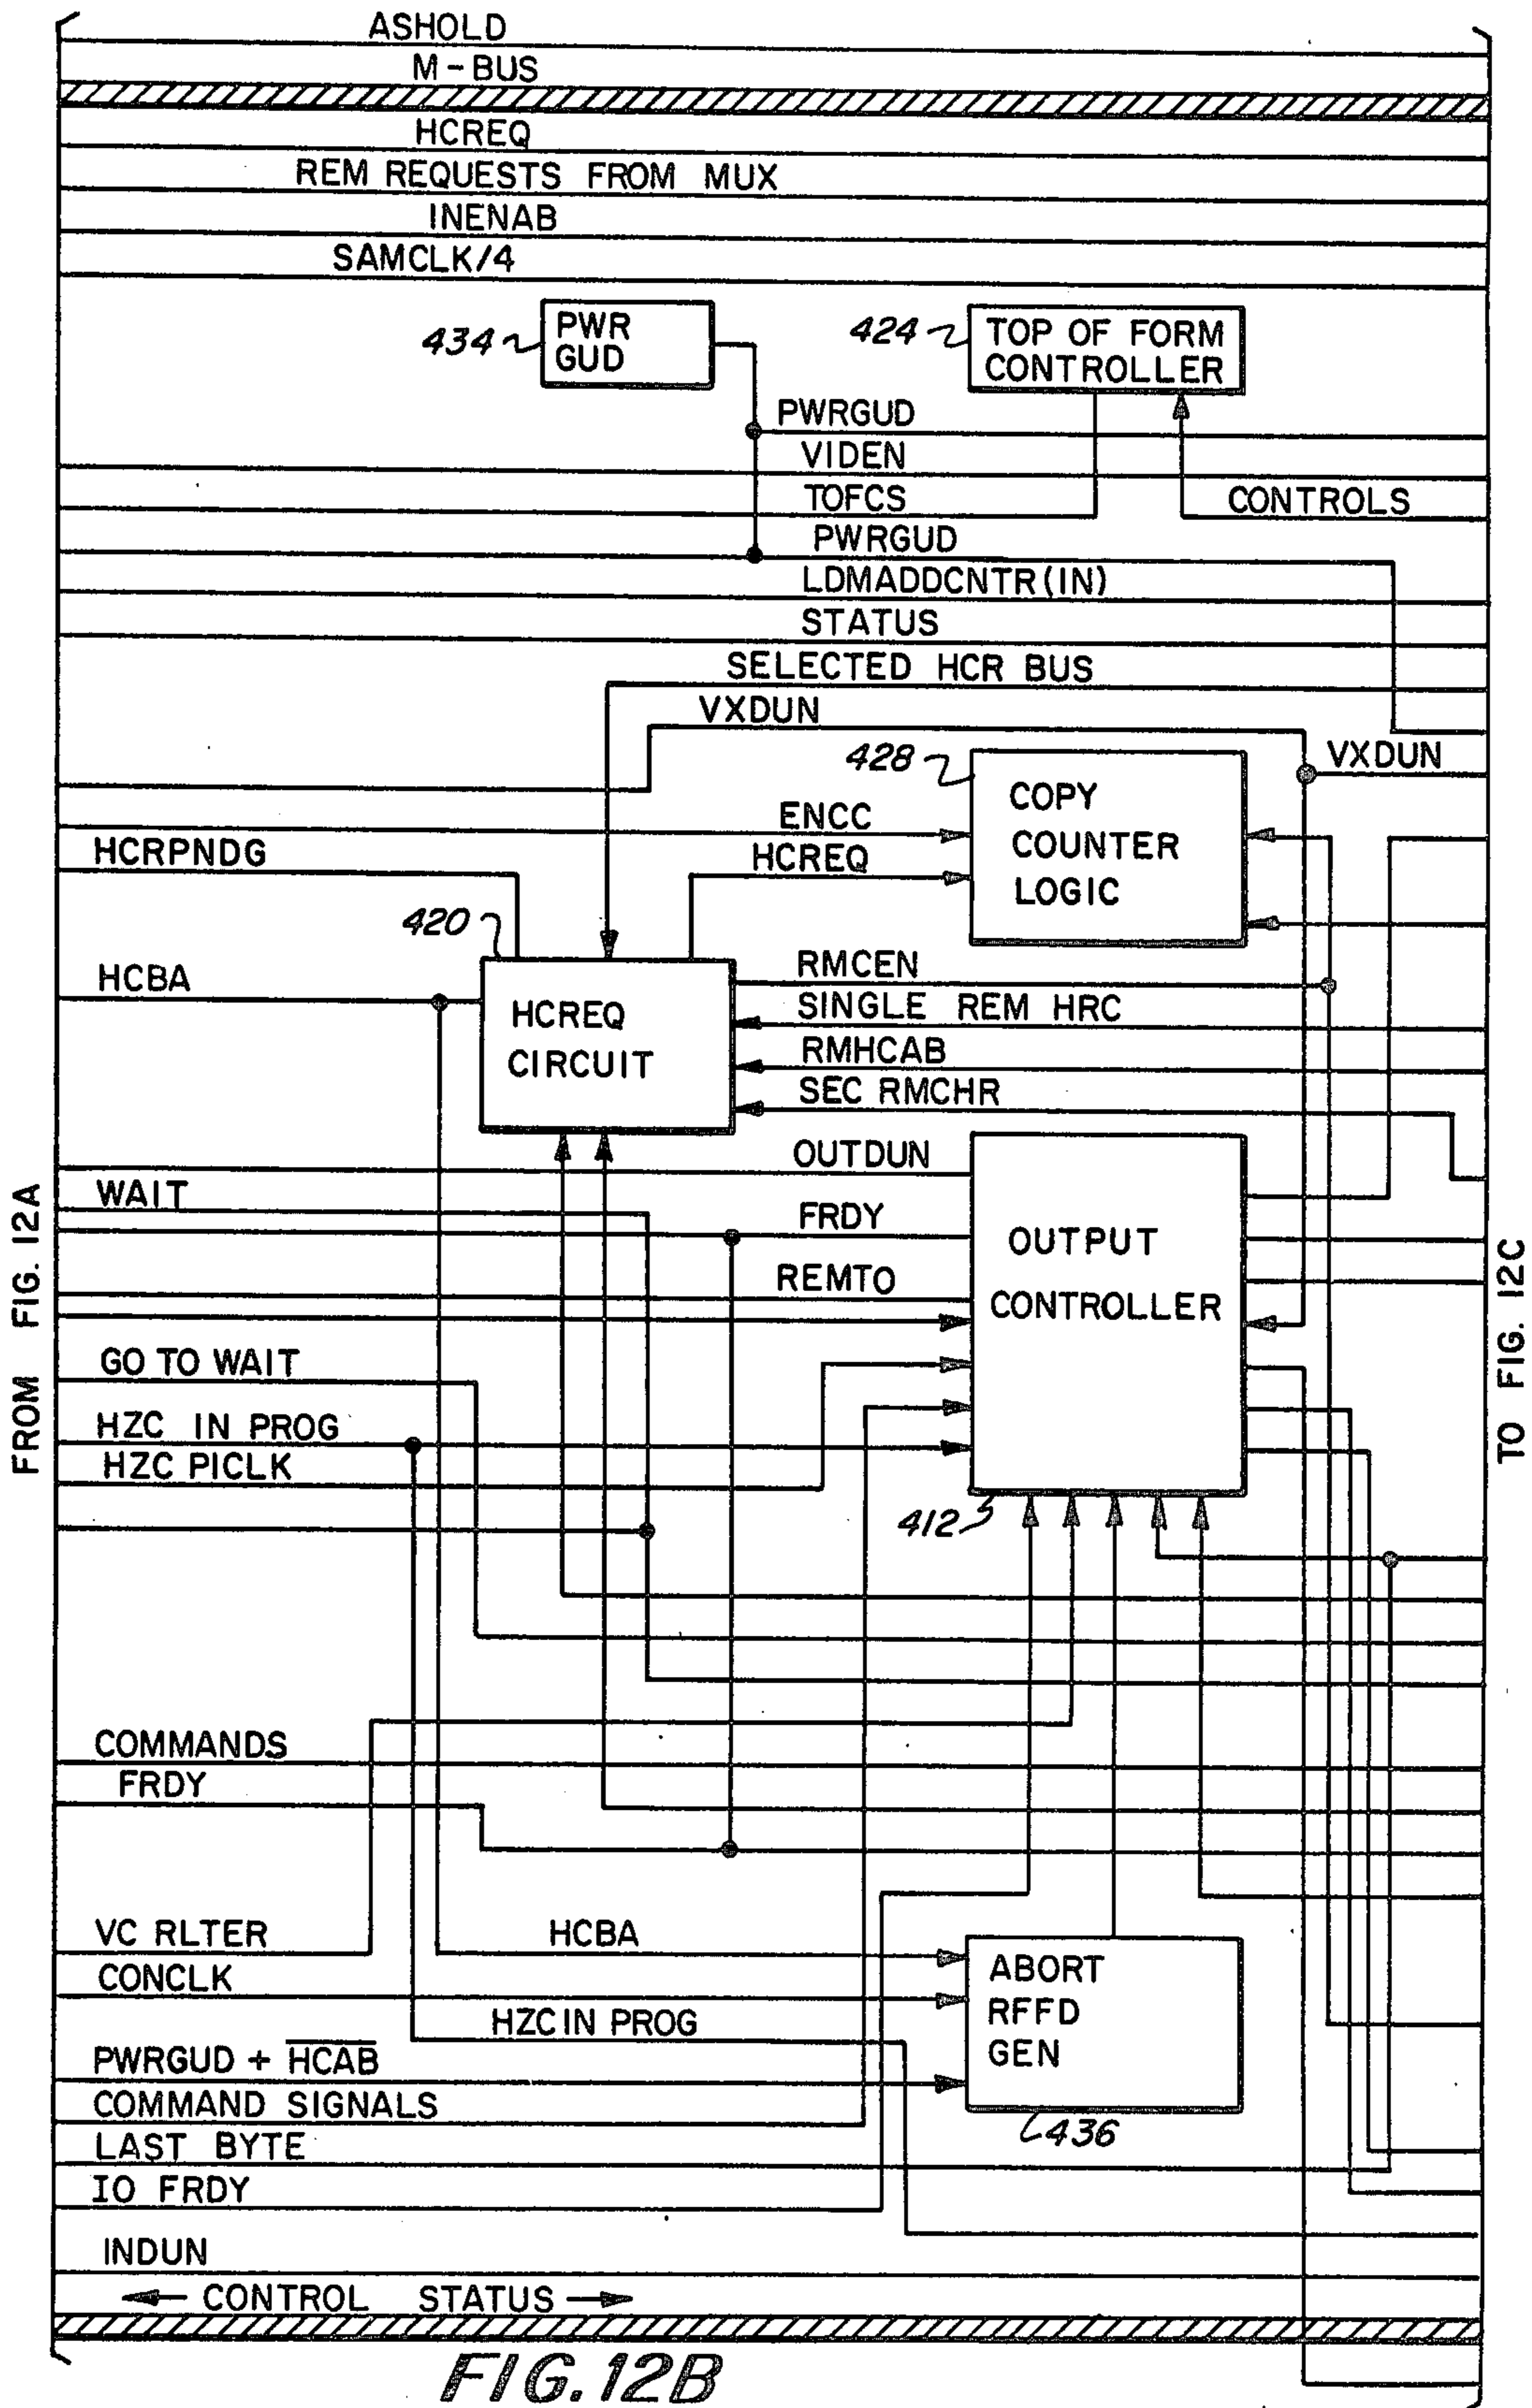 ASHOLD
M-BUS
HCREQ
REM REQUESTS FROM MUX
INENAB
SAMCLK/4
434
PWR
GUD
424
TOP OF FORM
CONTROLLER
PWRGUD
VIDEN
TOFCS
CONTROLS
PWRGUD
LDMADDCNTR(IN)
STATUS
SELECTED HCR BUS
VXDUN
VXDUN
428
COPY
COUNTER
LOGIC
ENCC
HCRPNDG
HCREQ
420
HCBA
HCREQ
CIRCUIT
RMCEN
SINGLE REM HRC
RMHCAB
SEC RMCHR
OUTDUN
WAIT
FRDY
OUTPUT
CONTROLLER
REMTO
FROM FIG. 12A
TO FIG. 12C
GO TO WAIT
HZC IN PROG
HZC PICLK
412
COMMANDS
FRDY
VC RLTER
HCBA
CONCLK
ABORT
RFFD
GEN
HZC IN PROG
PWRGUD + H̅C̅A̅B̅
COMMAND SIGNALS
436
LAST BYTE
IO FRDY
INDUN
← CONTROL STATUS →
FIG. 12B